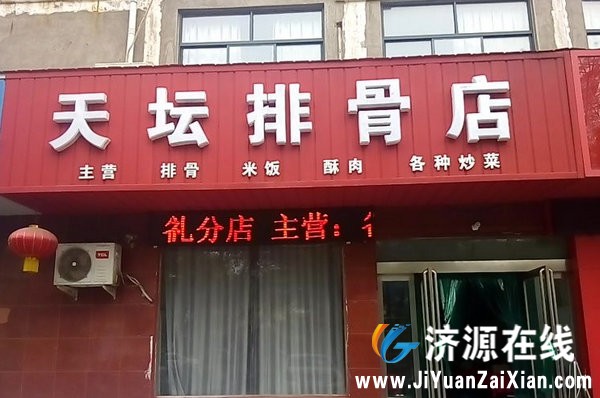 天坛排骨店
主营 排骨 米饭 酥肉 各种炒菜
分店 主营：
TCL
济源在线
www.JiYuanZaiXian.com